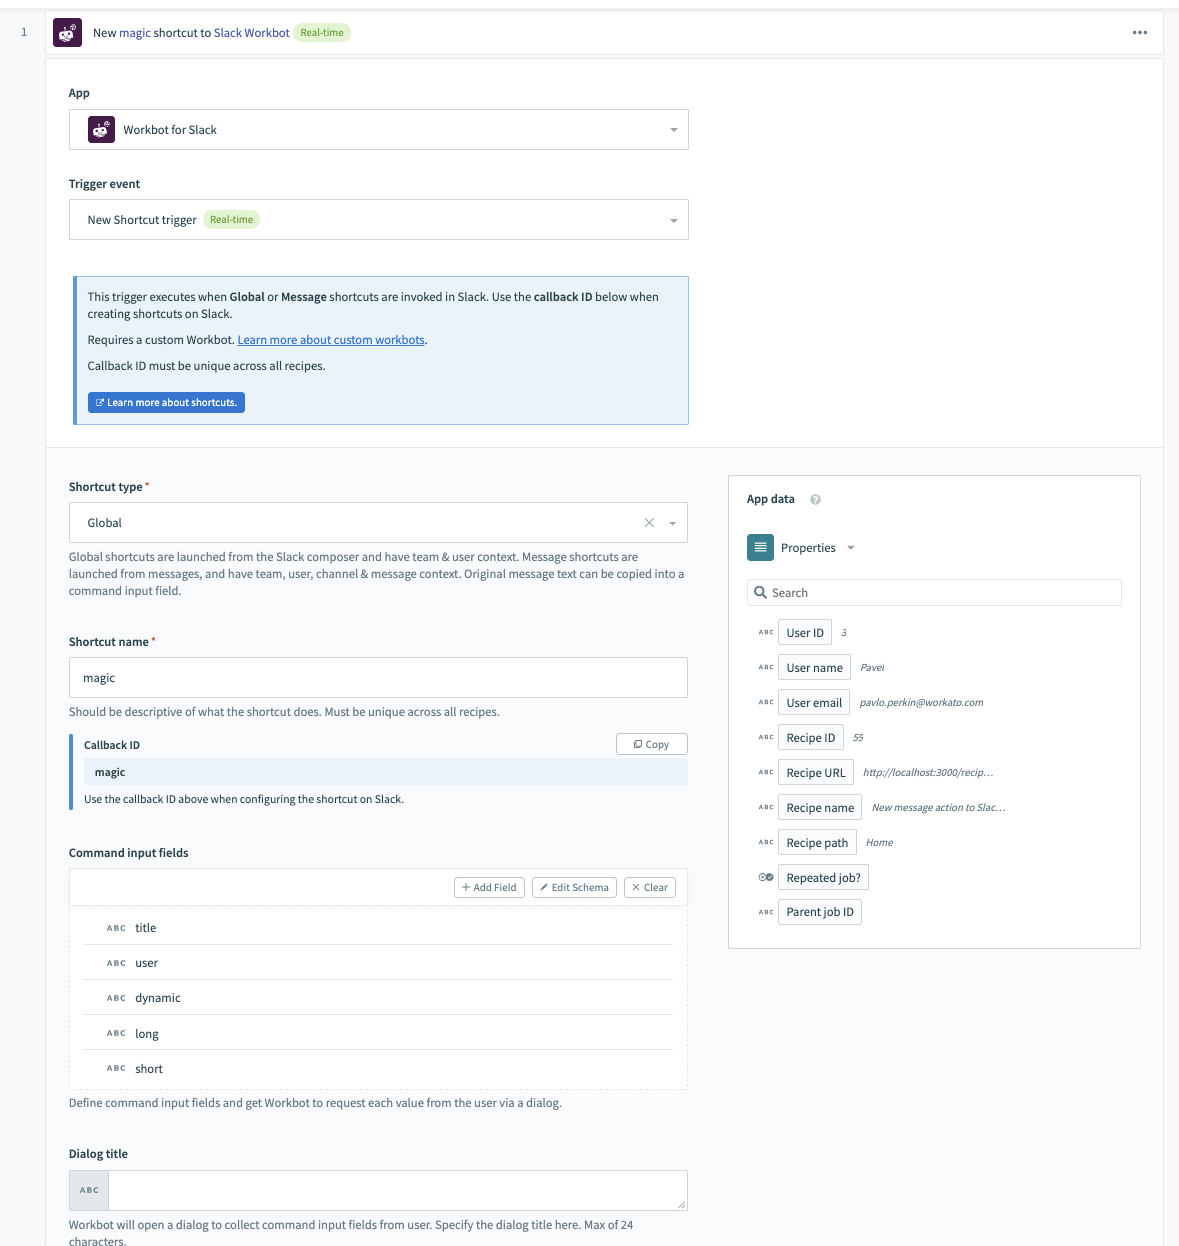 1
New magic shortcut to Slack Workbot Real-time
App
Workbot for Slack
Trigger event
New Shortcut trigger Real-time
This trigger executes when Global or Message shortcuts are invoked in Slack. Use the callback ID below when
creating shortcuts on Slack.
Requires a custom Workbot. Learn more about custom workbots.
Callback ID must be unique across all recipes.
Learn more about shortcuts.
Shortcut type*
Global
Global shortcuts are launched from the Slack composer and have team & user context. Message shortcuts are
launched from messages, and have team, user, channel & message context. Original message text can be copied into a
command input field.
Shortcut name*
magic
Should be descriptive of what the shortcut does. Must be unique across all recipes.
Callback ID
Copy
magic
Use the callback ID above when configuring the shortcut on Slack.
Command input fields
+ Add Field Edit Schema × Clear
ABC title
ABC user
ABC dynamic
ABC long
ABC short
Define command input fields and get Workbot to request each value from the user via a dialog.
Dialog title
ABC
Workbot will open a dialog to collect command input fields from user. Specify the dialog title here. Max of 24
characters.
App data ?
Properties
Search
ABC User ID 3
ABC User name Pavel
ABC User email pavlo.perkin@workato.com
ABC Recipe ID 59
ABC Recipe URL http://localhost:3000/recip...
ABC Recipe name New message action to Slac...
ABC Recipe path Home
Repeated job?
ABC Parent job ID